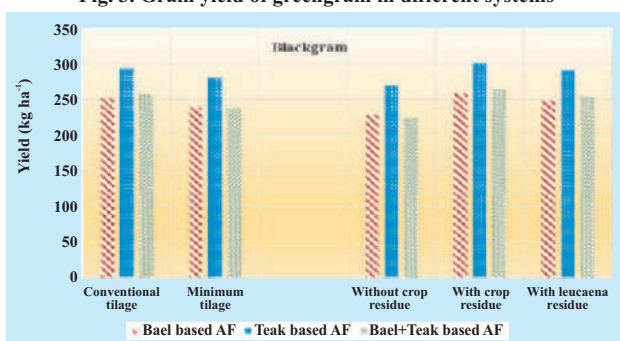 Fig. 3. Grain yield of greengram in different systems
Blackgram
Yield (kg ha-1)
350
300
250
200
150
100
50
0
Conventional tilage
Minimum tilage
Without crop residue
With crop residue
With leucaena residue
Bael based AF Teak based AF Bael+Teak based AF